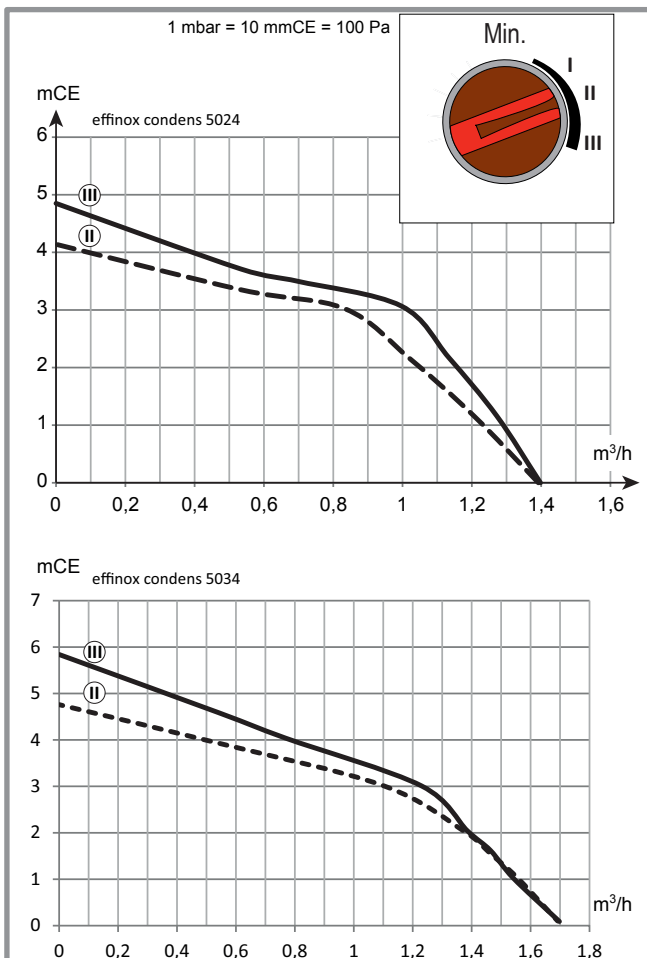 1 mbar = 10 mmCE = 100 Pa
Min.
I
II
III
mCE
effinox condens 5024
6
5
4
3
2
1
0
III
II
m³/h
0 0,2 0,4 0,6 0,8 1 1,2 1,4 1,6
mCE
effinox condens 5034
7
6
5
4
3
2
1
0
III
II
m³/h
0 0,2 0,4 0,6 0,8 1 1,2 1,4 1,6 1,8